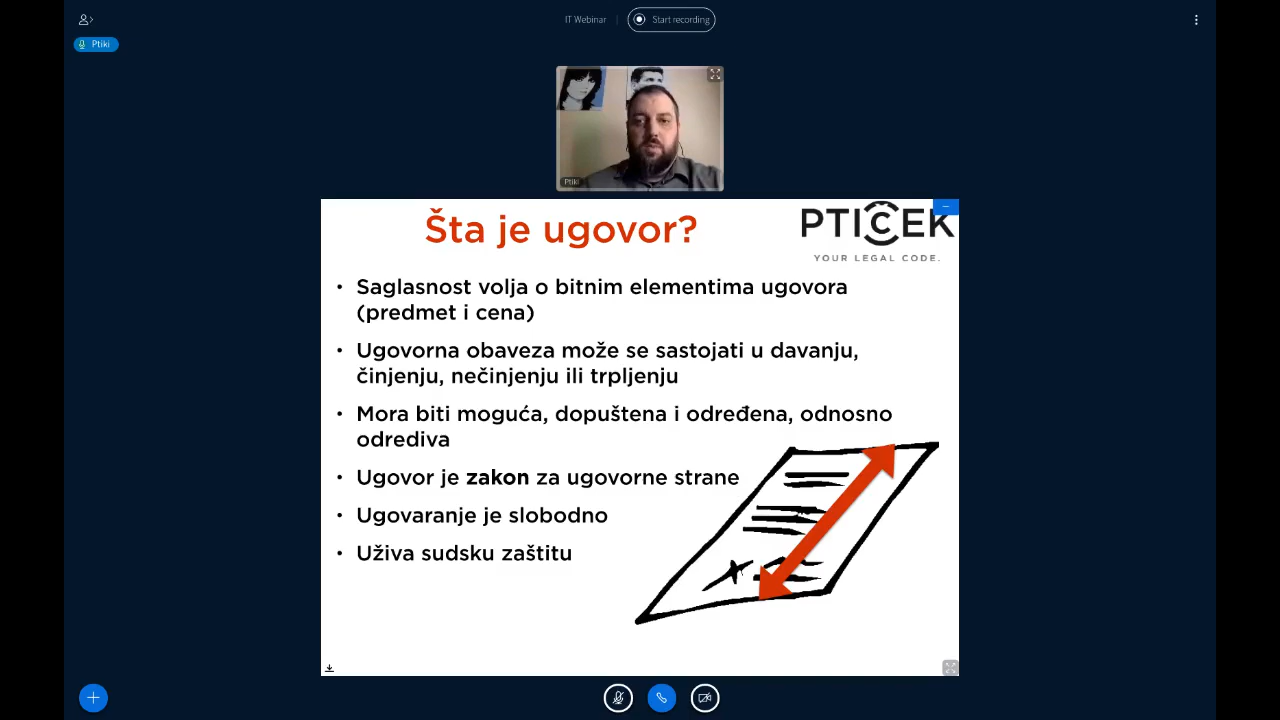 IT Webinar
Start recording
Ptiki
Ptiki
Šta je ugovor?
PTIČEK
YOUR LEGAL CODE.
• Saglasnost volja o bitnim elementima ugovora
(predmet i cena)
• Ugovorna obaveza može se sastojati u davanju,
činjenju, nečinjenju ili trpljenju
• Mora biti moguća, dopuštena i određena, odnosno
odrediva
• Ugovor je zakon za ugovorne strane
• Ugovaranje je slobodno
• Uživa sudsku zaštitu